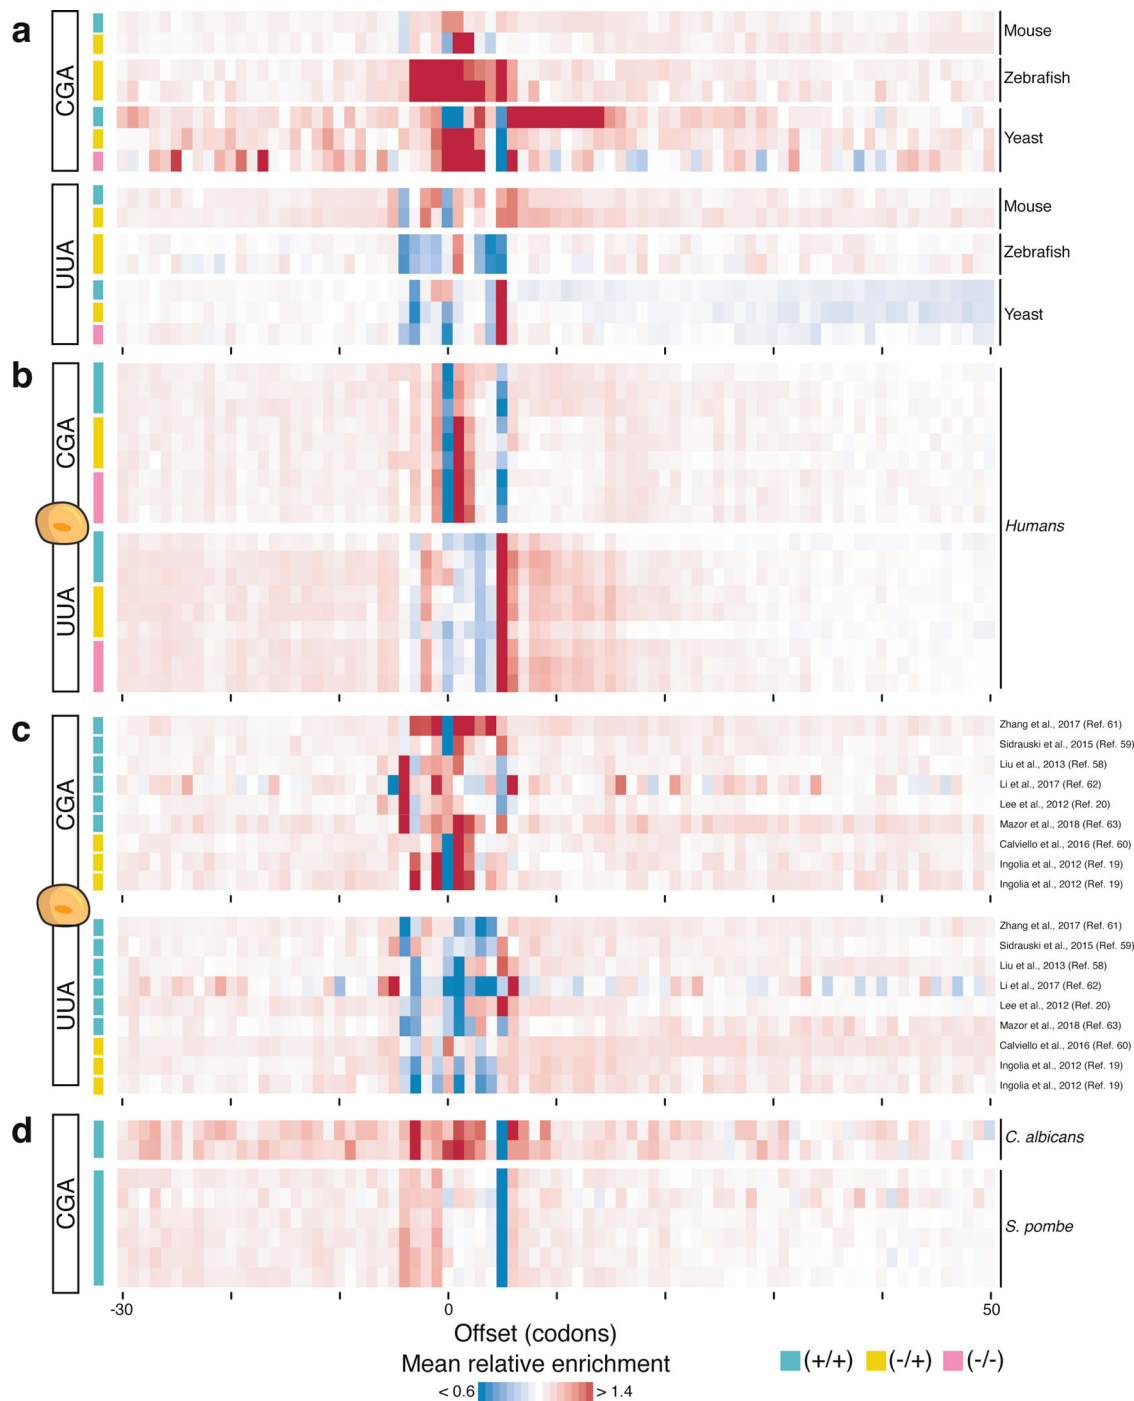 a
CGA
Mouse
Zebrafish
Yeast
UUA
Mouse
Zebrafish
Yeast
b
CGA
UUA
Humans
c
CGA
Zhang et al., 2017 (Ref. 61)
Sidrauski et al., 2015 (Ref. 59)
Liu et al., 2013 (Ref. 58)
Li et al., 2017 (Ref. 62)
Lee et al., 2012 (Ref. 20)
Mazor et al., 2018 (Ref. 63)
Calviello et al., 2016 (Ref. 60)
Ingolia et al., 2012 (Ref. 19)
Ingolia et al., 2012 (Ref. 19)
UUA
Zhang et al., 2017 (Ref. 61)
Sidrauski et al., 2015 (Ref. 59)
Liu et al., 2013 (Ref. 58)
Li et al., 2017 (Ref. 62)
Lee et al., 2012 (Ref. 20)
Mazor et al., 2018 (Ref. 63)
Calviello et al., 2016 (Ref. 60)
Ingolia et al., 2012 (Ref. 19)
Ingolia et al., 2012 (Ref. 19)
d
CGA
C. albicans
S. pombe
-30 0 50
Offset (codons)
Mean relative enrichment
< 0.6 > 1.4
(+/+) (-/+) (-/-)